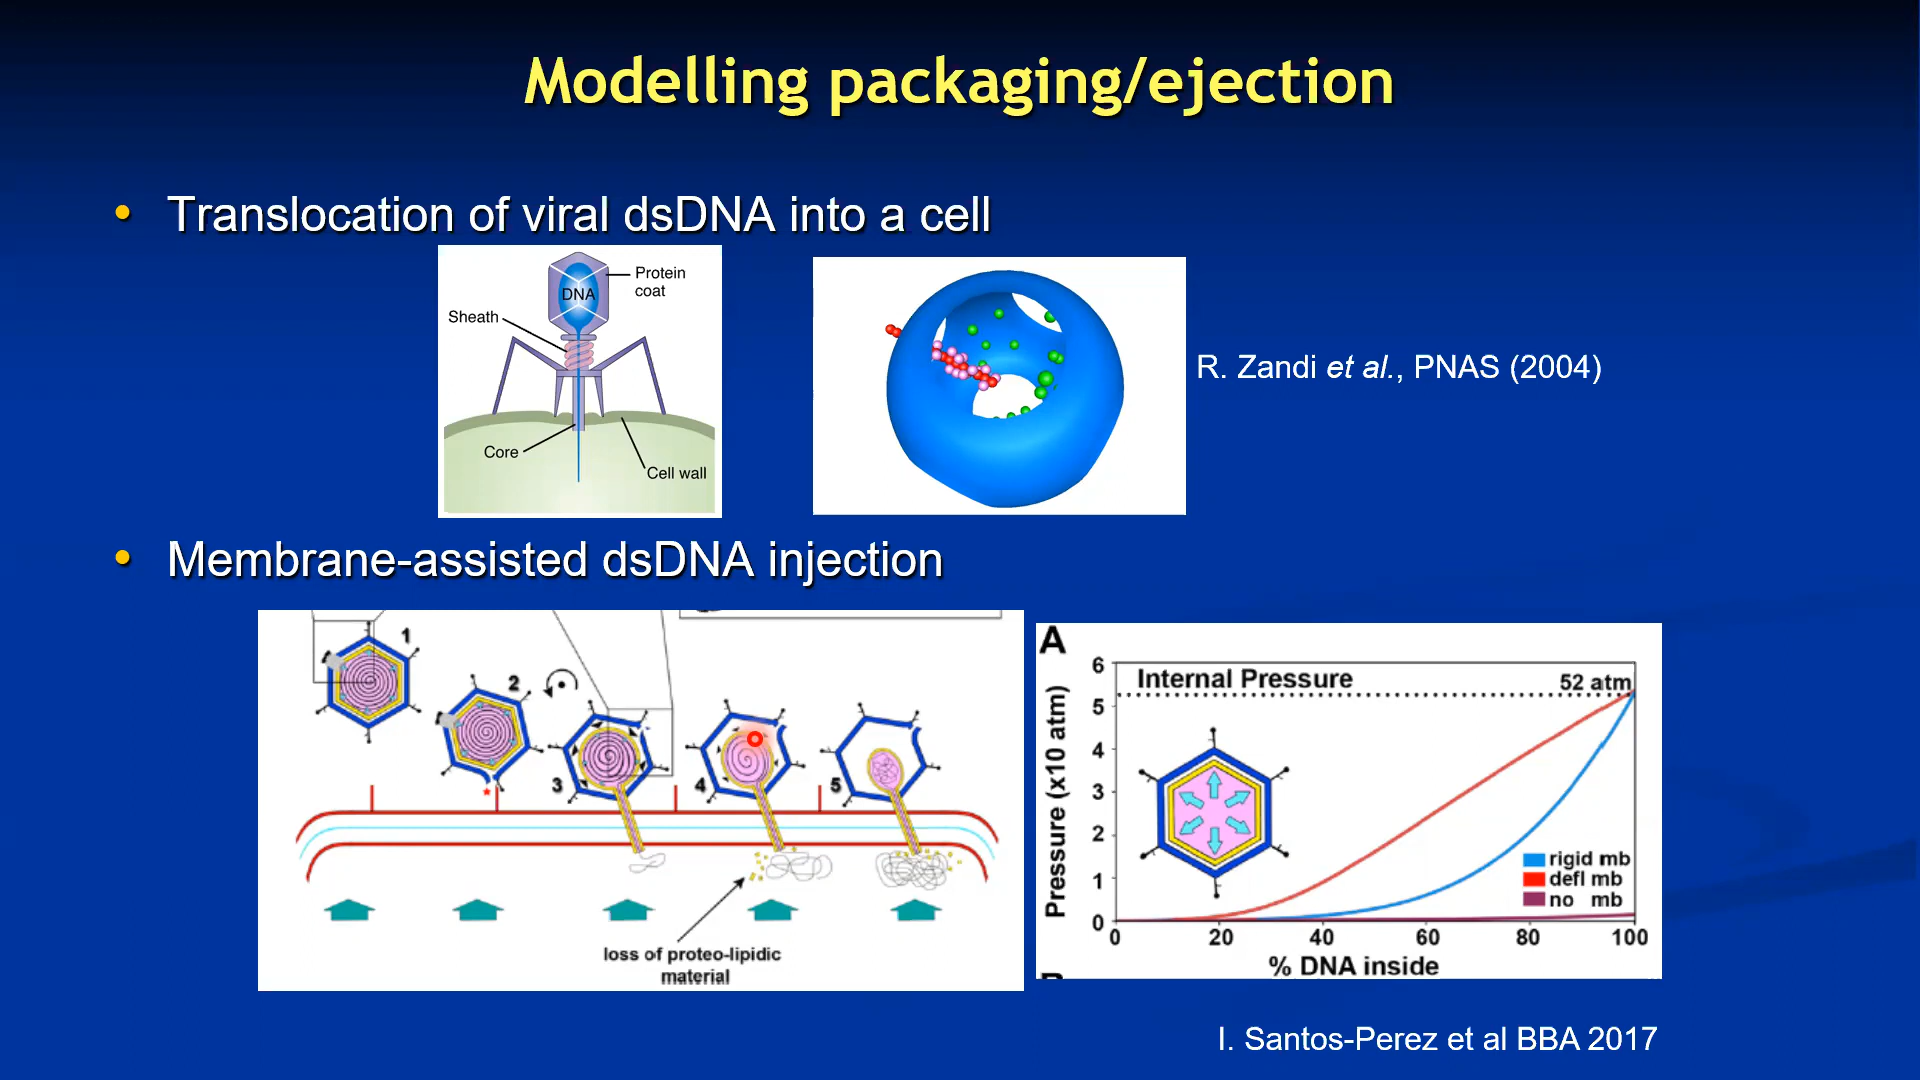 Modelling packaging/ejection
• Translocation of viral dsDNA into a cell
Protein
coat
DNA
Sheath
Core
Cell wall
R. Zandi et al., PNAS (2004)
• Membrane-assisted dsDNA injection
1
2
3
4
5
*
loss of proteo-lipidic
material
A
Internal Pressure
52 atm
Pressure (x10 atm)
6
5
4
3
2
1
0
rigid mb
defl mb
no mb
0 20 40 60 80 100
% DNA inside
I. Santos-Perez et al BBA 2017